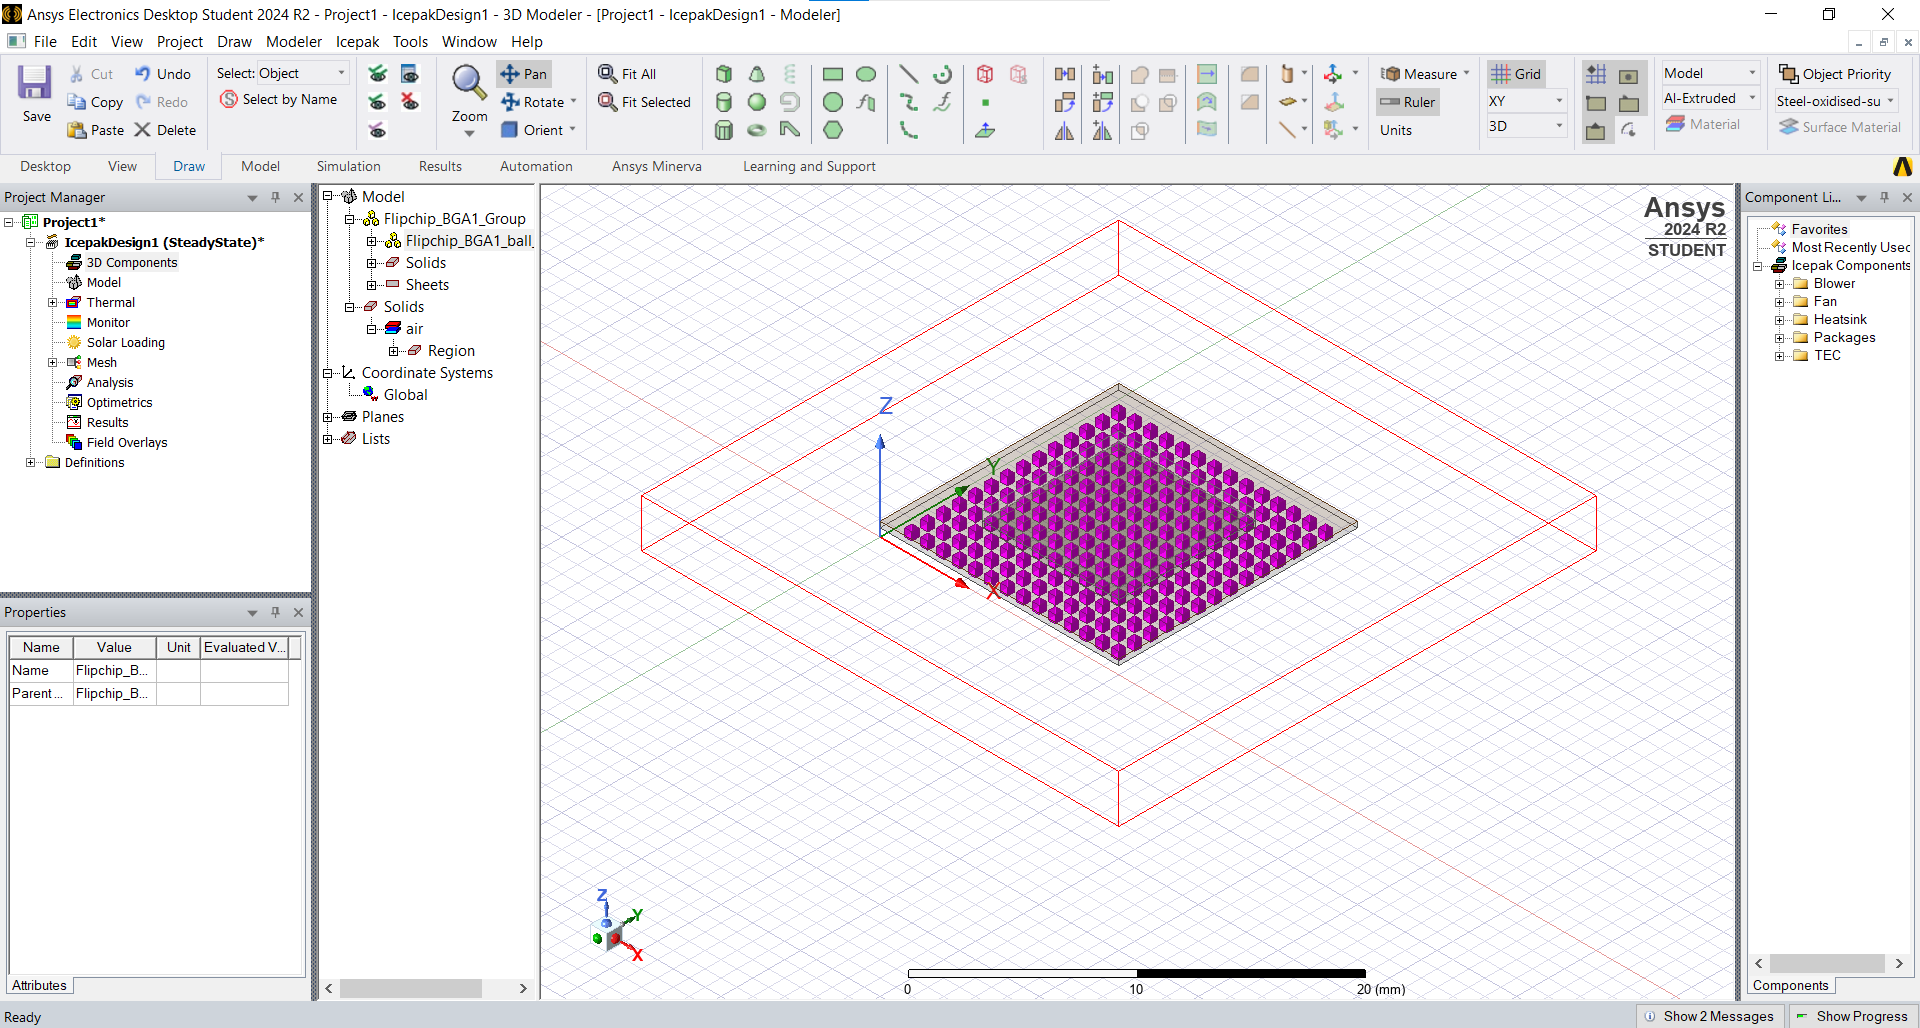 Ansys Electronics Desktop Student 2024 R2 - Project1 - IcepakDesign1 - 3D Modeler - [Project1 - IcepakDesign1 - Modeler]
File Edit View Project Draw Modeler Icepak Tools Window Help
Save
Cut
Copy
Paste
Undo
Redo
Delete
Select: Object
Select by Name
Zoom
Pan
Rotate
Orient
Fit All
Fit Selected
Measure
Ruler
Units
Grid
XY
3D
Model
Al-Extruded
Material
Object Priority
Steel-oxidised-su
Surface Material
Desktop View Draw Model Simulation Results Automation Ansys Minerva Learning and Support
Project Manager
Project1*
IcepakDesign1 (SteadyState)*
3D Components
Model
Thermal
Monitor
Solar Loading
Mesh
Analysis
Optimetrics
Results
Field Overlays
Definitions
Properties
Name Value Unit Evaluated V...
Name Flipchip_B...
Parent ... Flipchip_B...
Attributes
Model
Flipchip_BGA1_Group
Flipchip_BGA1_ball_
Solids
Sheets
Solids
air
Region
Coordinate Systems
Global
Planes
Lists
Ansys
2024 R2
STUDENT
Z
Y
X
Z
Y
X
0 10 20 (mm)
Component Li...
Favorites
Most Recently Used
Icepak Components
Blower
Fan
Heatsink
Packages
TEC
Components
Ready
Show 2 Messages
Show Progress